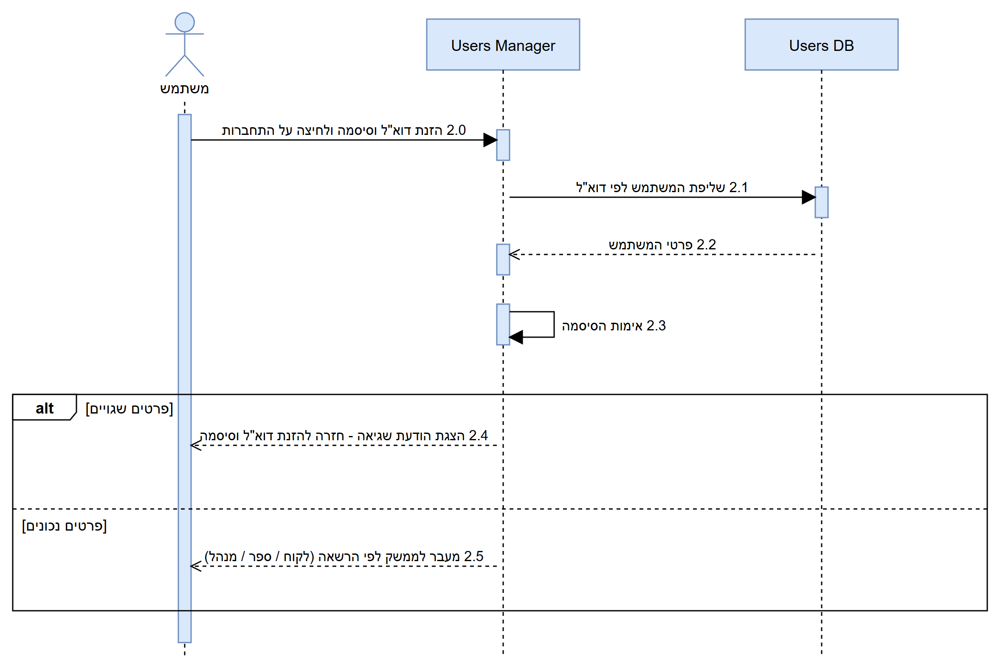 משתמש
Users Manager
Users DB
2.0 הזנת דוא"ל וסיסמה ולחיצה על התחברות
2.1 שליפת המשתמש לפי דוא"ל
2.2 פרטי המשתמש
2.3 אימות הסיסמה
alt
[פרטים שגויים]
2.4 הצגת הודעת שגיאה - חזרה להזנת דוא"ל וסיסמה
[פרטים נכונים]
2.5 מעבר לממשק לפי הרשאה (לקוח / ספר / מנהל)